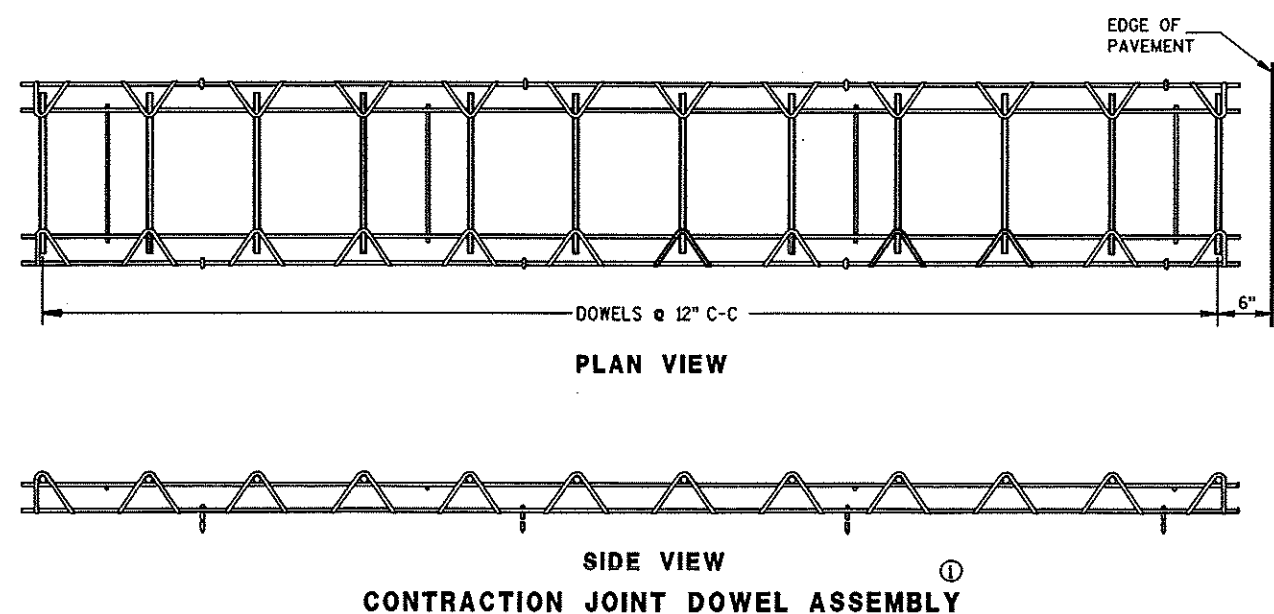 EDGE OF
PAVEMENT
DOWELS @ 12" C-C
6"
PLAN VIEW
SIDE VIEW
①
CONTRACTION JOINT DOWEL ASSEMBLY